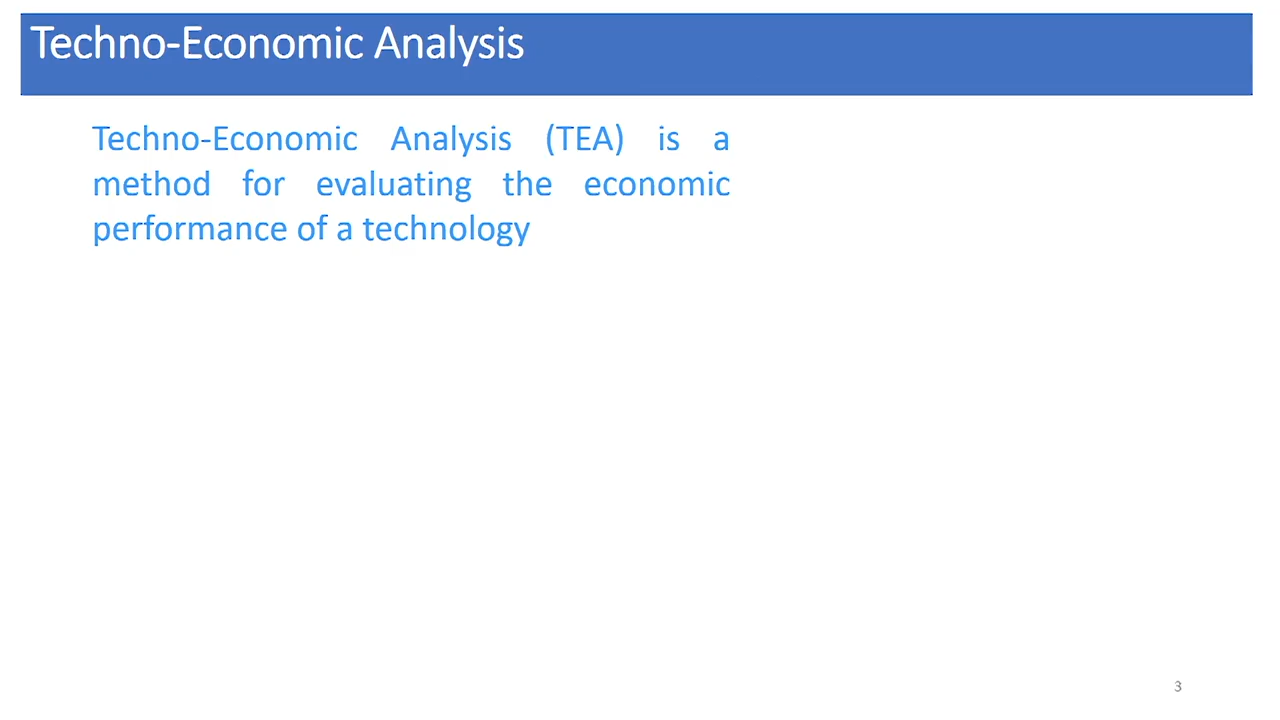 Techno-Economic Analysis
Techno-Economic Analysis (TEA) is a
method for evaluating the economic
performance of a technology
3